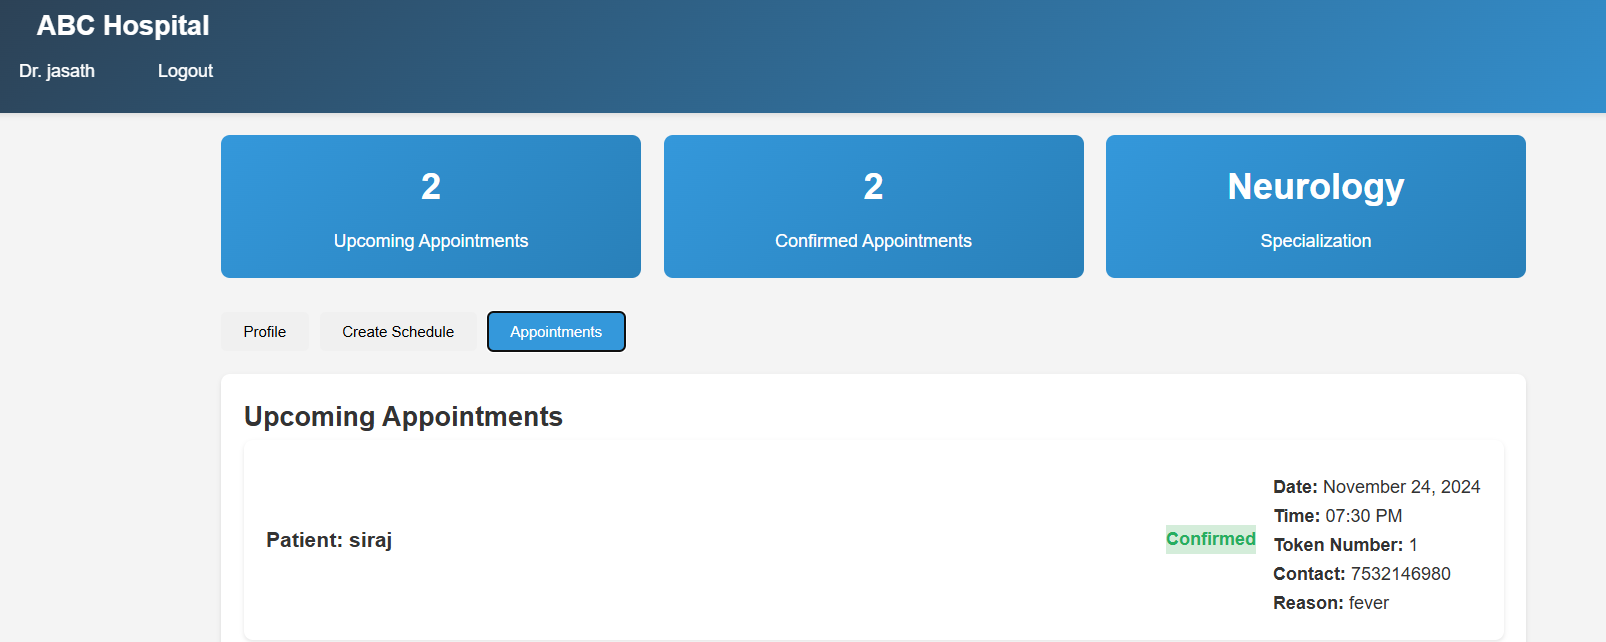 ABC Hospital
Dr. jasath Logout
2
Upcoming Appointments
2
Confirmed Appointments
Neurology
Specialization
Profile Create Schedule Appointments
Upcoming Appointments
Patient: siraj
Confirmed
Date: November 24, 2024
Time: 07:30 PM
Token Number: 1
Contact: 7532146980
Reason: fever